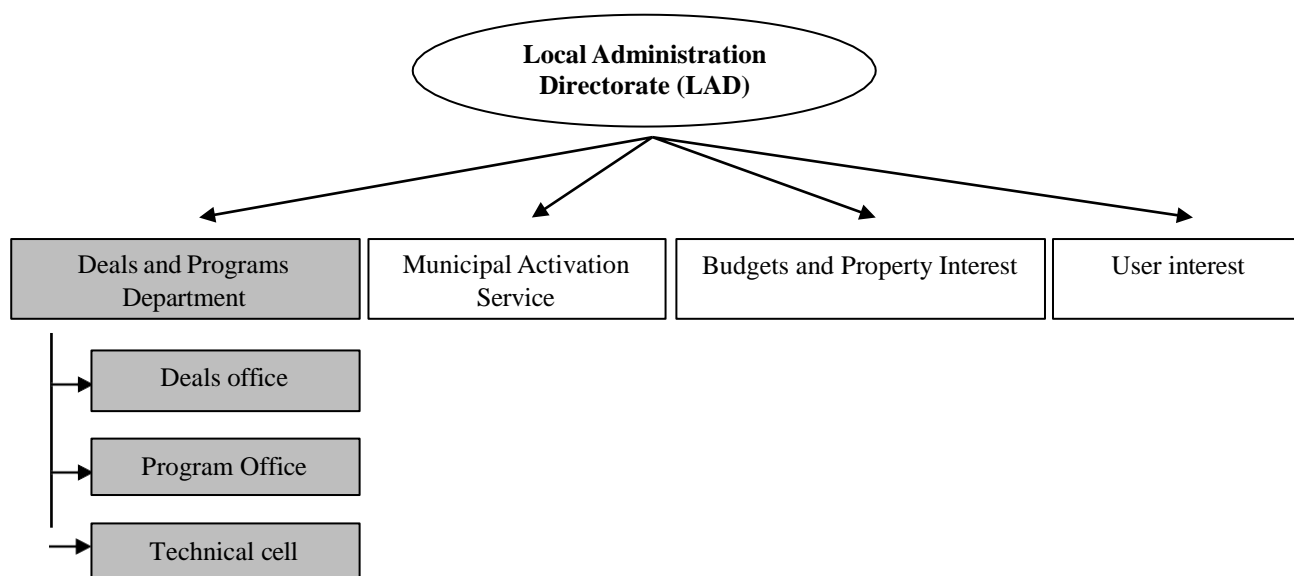 Local Administration
Directorate (LAD)
Deals and Programs
Department
Municipal Activation
Service
Budgets and Property Interest
User interest
Deals office
Program Office
Technical cell